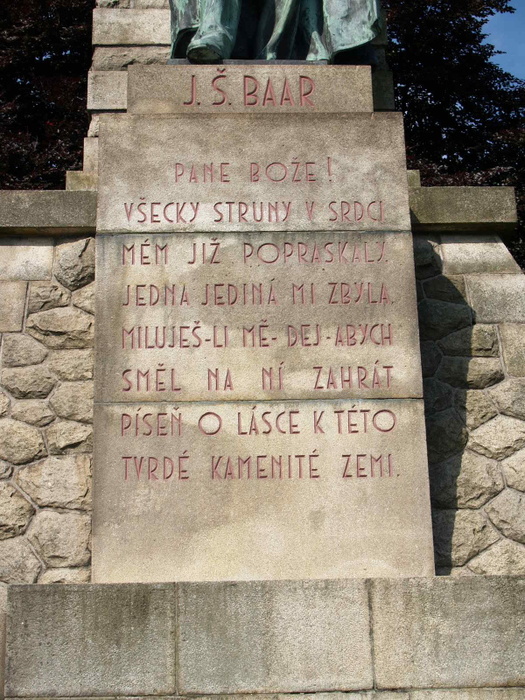 J. Š. BAAR
PANE BOŽE!
VŠECKY STRUNY V SRDCI
MÉM JIŽ POPRASKALY.
JEDNA JEDINÁ MI ZBYLA.
MILUJEŠ-LI MĚ- DEJ-ABYCH
SMĚL NA NÍ ZAHRÁT
PÍSEŇ O LÁSCE K TÉTO
TVRDÉ KAMENITÉ ZEMI.